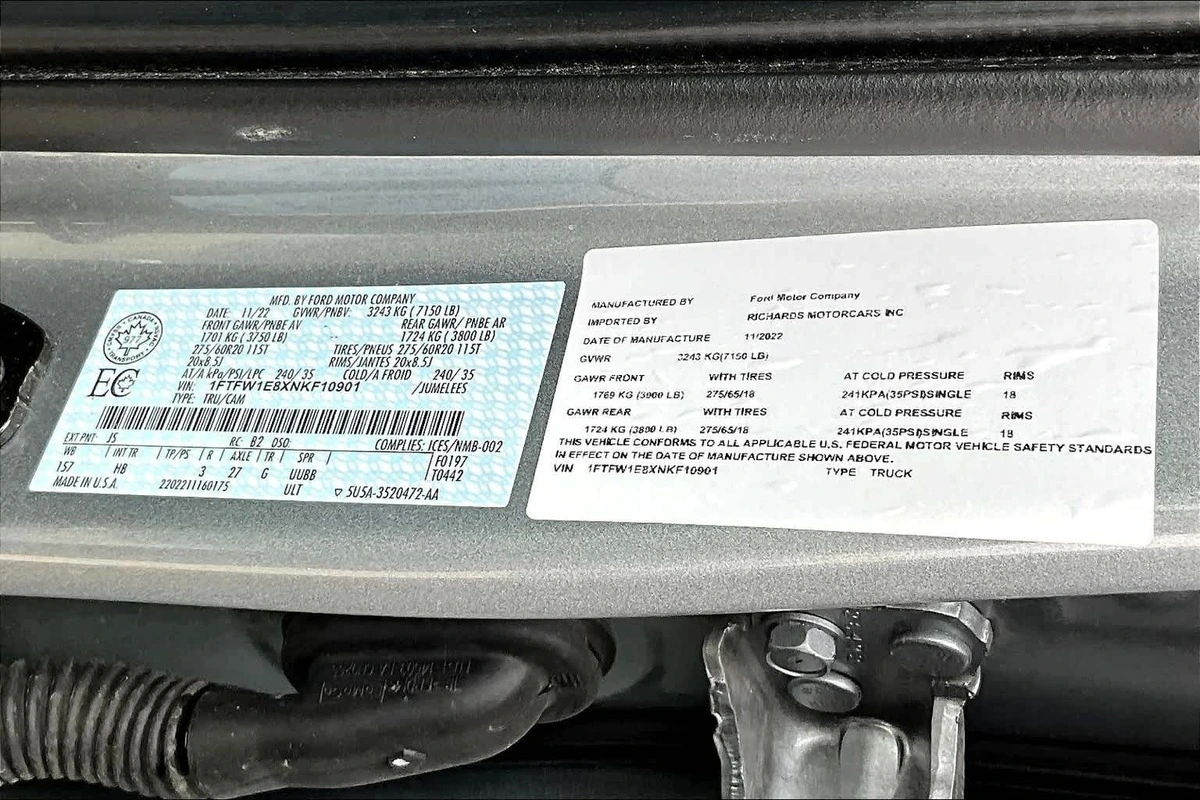 MFD. BY FORD MOTOR COMPANY
DATE: 11/22 GVWR/PNBV: 3243 KG ( 7150 LB)
FRONT GAWR/PNBE AV REAR GAWR/ PNBE AR
1701 KG ( 3750 LB) 1724 KG ( 3800 LB)
275/60R20 115T TIRES/PNEUS 275/60R20 115T
20x8.5J RIMS/JANTES 20x8.5J
AT/A kPa/PSI/LPC 240/ 35 COLD/A FROID 240/ 35
VIN: 1FTFW1E8XNKF10901 /JUMELEES
TYPE: TRU/CAM
CANADA
TRANSPORT
977
EC
EXT PNT: JS RC: B2 DSO: COMPLIES: ICES/NMB-002
WB INT TR TP/PS R AXLE TR SPR F0197
157 HB 3 27 G UUBB T0442
MADE IN U.S.A. 2202211160175 ULT 5U5A-3520472-AA
MANUFACTURED BY Ford Motor Company
IMPORTED BY RICHARDS MOTORCARS INC
DATE OF MANUFACTURE 11/2022
GVWR 3243 KG(7150 LB)
GAWR FRONT WITH TIRES AT COLD PRESSURE RIMS
1769 KG (3900 LB) 275/65/18 241KPA(35PSI)SINGLE 18
GAWR REAR WITH TIRES AT COLD PRESSURE RIMS
1724 KG (3800 LB) 275/65/18 241KPA(35PSI)SINGLE 18
THIS VEHICLE CONFORMS TO ALL APPLICABLE U.S. FEDERAL MOTOR VEHICLE SAFETY STANDARDS
IN EFFECT ON THE DATE OF MANUFACTURE SHOWN ABOVE.
VIN 1FTFW1E8XNKF10901 TYPE TRUCK